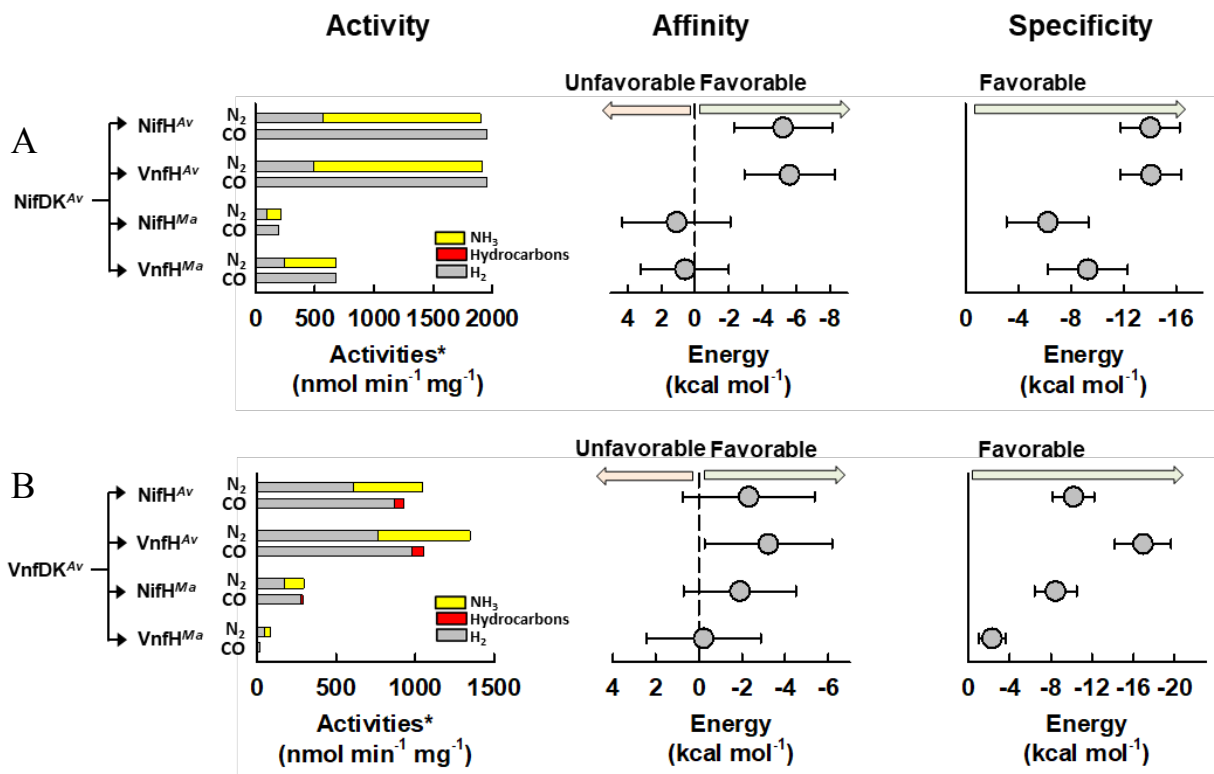 Activity Affinity Specificity
A
Unfavorable Favorable
Favorable
NifDK^Av
NifH^Av
VnfH^Av
NifH^Ma
VnfH^Ma
N₂
CO
N₂
CO
N₂
CO
N₂
CO
NH₃
Hydrocarbons
H₂
0 500 1000 1500 2000
Activities*
(nmol min⁻¹ mg⁻¹)
4 2 0 -2 -4 -6 -8
Energy
(kcal mol⁻¹)
0 -4 -8 -12 -16
Energy
(kcal mol⁻¹)
B
Unfavorable Favorable
Favorable
VnfDK^Av
NifH^Av
VnfH^Av
NifH^Ma
VnfH^Ma
N₂
CO
N₂
CO
N₂
CO
N₂
CO
NH₃
Hydrocarbons
H₂
0 500 1000 1500
Activities*
(nmol min⁻¹ mg⁻¹)
4 2 0 -2 -4 -6
Energy
(kcal mol⁻¹)
0 -4 -8 -12 -16 -20
Energy
(kcal mol⁻¹)